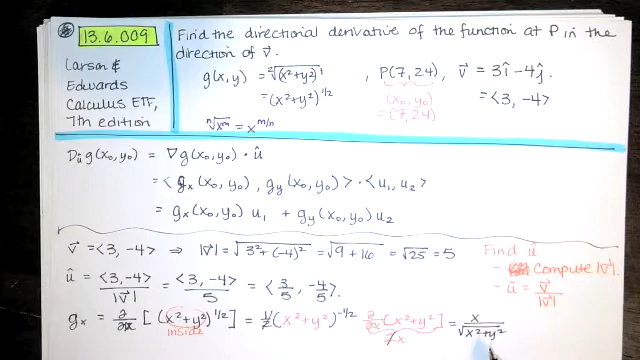 13.6.009
Find the directional derivative of the function at P in the
direction of v⃗.
Larson &
Edwards
Calculus ETF,
7th edition
g(x,y) = ²√(x²+y²)¹ , P(7,24) , v⃗ = 3î - 4ĵ.
= (x²+y²)^1/2
(x₀, y₀)
= (7,24)
= <3, -4>
ⁿ√x^m = x^m/n
D_û g(x₀,y₀) = ∇g(x₀,y₀) • û
= <g_x(x₀,y₀), g_y(x₀,y₀)> • <u₁, u₂>
= g_x(x₀,y₀) u₁ + g_y(x₀,y₀) u₂
v⃗ = <3, -4> ⇒ |v⃗| = √3²+(-4)² = √9+16 = √25 = 5
Find û
- Compute |v⃗|.
- û = v⃗/|v⃗|
û = <3, -4>/|v⃗| = <3, -4>/5 = <3/5, -4/5>.
g_x = ∂/∂x [(x²+y²)^1/2] = 1/2 (x²+y²)^-1/2 ∂/∂x [x²+y²] = x/√x²+y²
inside
2x